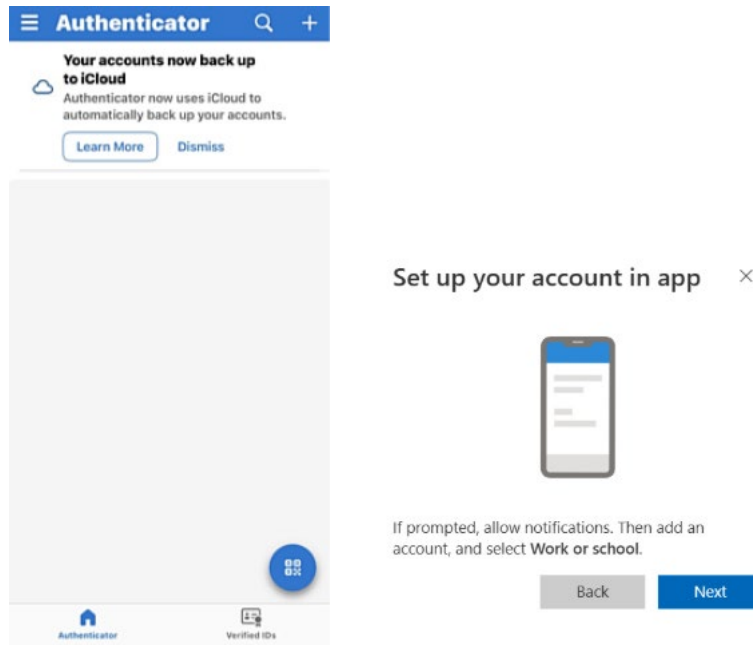 Authenticator
Your accounts now back up
to iCloud
Authenticator now uses iCloud to
automatically back up your accounts.
Learn More Dismiss
Authenticator Verified IDs
Set up your account in app
If prompted, allow notifications. Then add an
account, and select Work or school.
Back Next